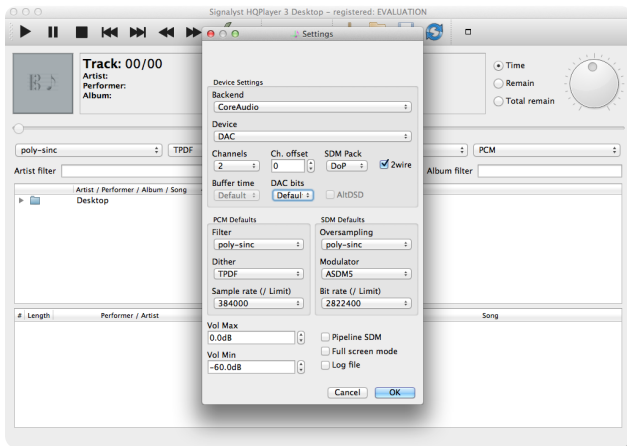 Signalyst HQPlayer 3 Desktop - registered: EVALUATION
Settings
Track: 00/00
Artist:
Performer:
Album:
Time
Remain
Total remain
Device Settings
Backend
CoreAudio
Device
DAC
Channels Ch. offset SDM Pack
2 0 DoP 2wire
Buffer time DAC bits
Default Default AltDSD
poly-sinc TPDF PCM
Artist filter Album filter
Artist / Performer / Album / Song
Desktop
PCM Defaults SDM Defaults
Filter Oversampling
poly-sinc poly-sinc
Dither Modulator
TPDF ASDM5
Sample rate (/ Limit) Bit rate (/ Limit)
384000 2822400
# Length Performer / Artist Song
Vol Max
0.0dB Pipeline SDM
Full screen mode
Vol Min
-60.0dB Log file
Cancel OK